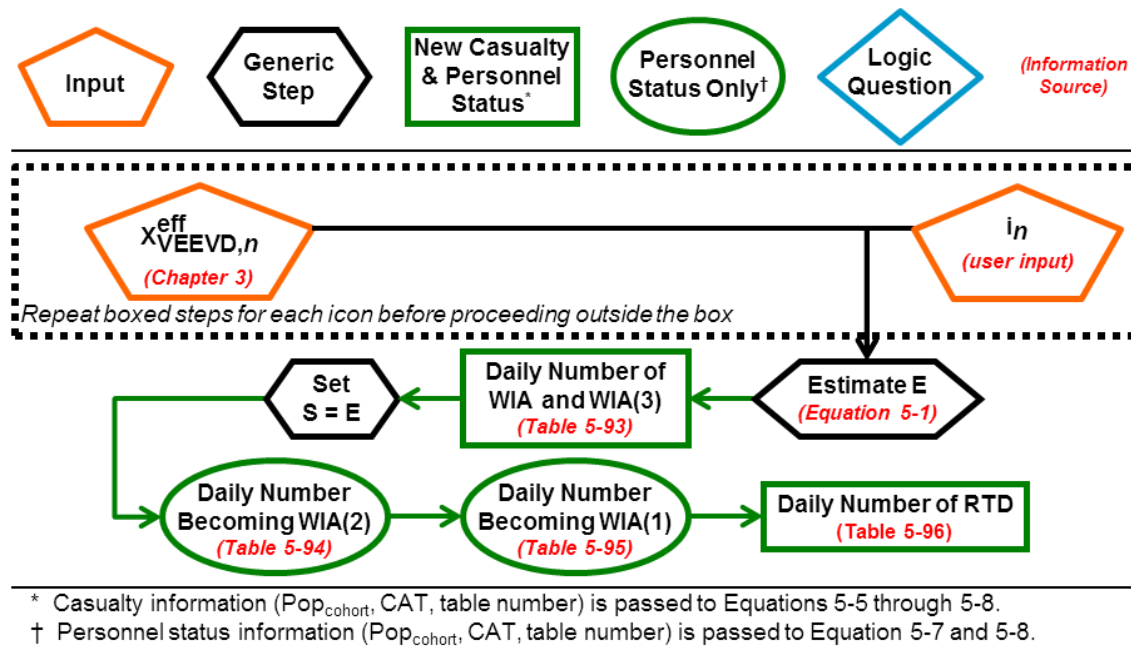 Input
Generic
Step
New Casualty
& Personnel
Status*
Personnel
Status Only†
Logic
Question
(Information
Source)
X^eff_VEEVD,n
(Chapter 3)
i_n
(user input)
Repeat boxed steps for each icon before proceeding outside the box
Set
S = E
Daily Number of
WIA and WIA(3)
(Table 5-93)
Estimate E
(Equation 5-1)
Daily Number
Becoming WIA(2)
(Table 5-94)
Daily Number
Becoming WIA(1)
(Table 5-95)
Daily Number of RTD
(Table 5-96)
* Casualty information (Pop_cohort, CAT, table number) is passed to Equations 5-5 through 5-8.
† Personnel status information (Pop_cohort, CAT, table number) is passed to Equation 5-7 and 5-8.